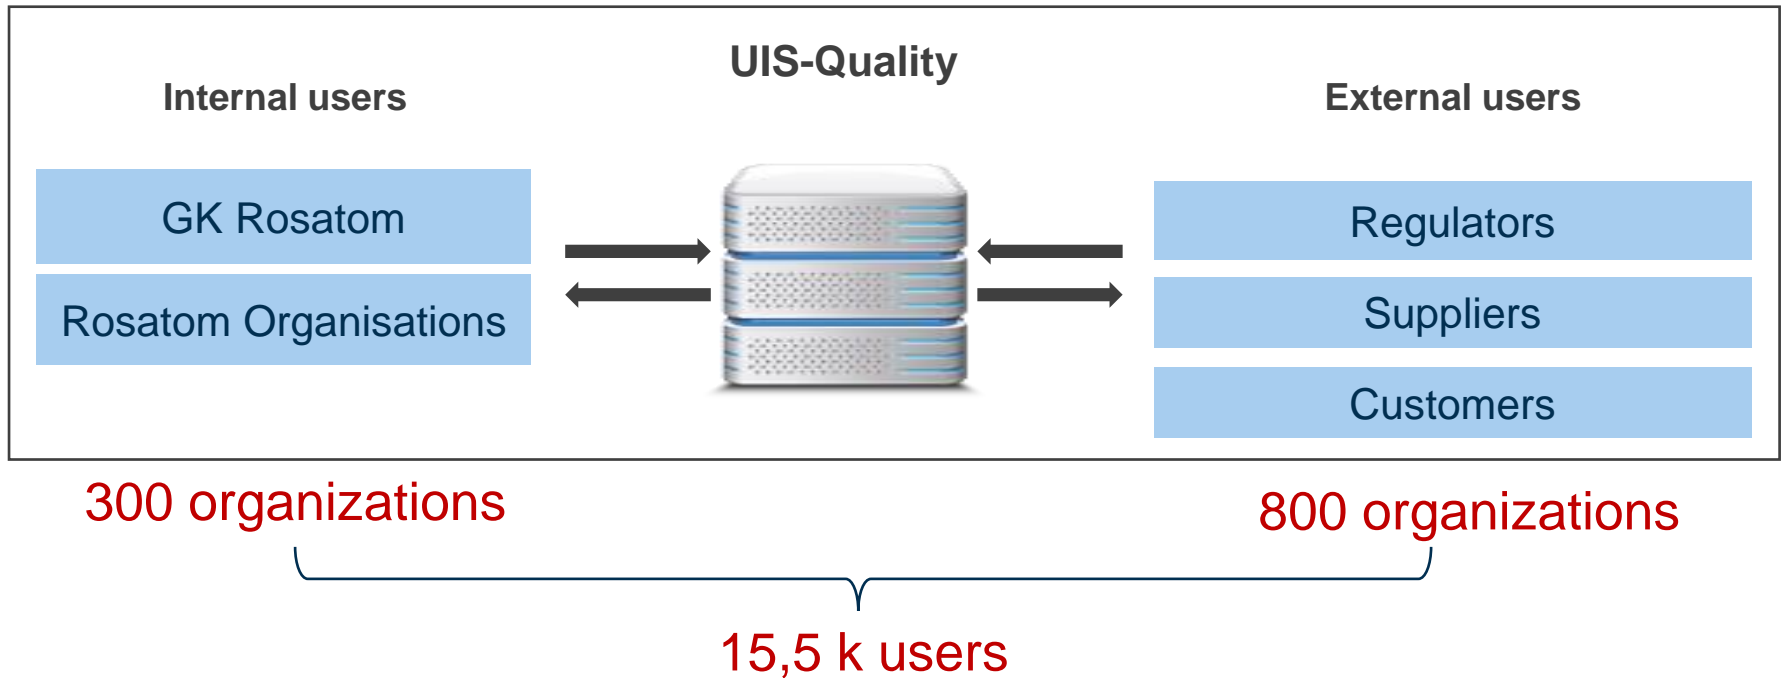 UIS-Quality
Internal users
External users
GK Rosatom
Rosatom Organisations
Regulators
Suppliers
Customers
300 organizations
800 organizations
15,5 k users